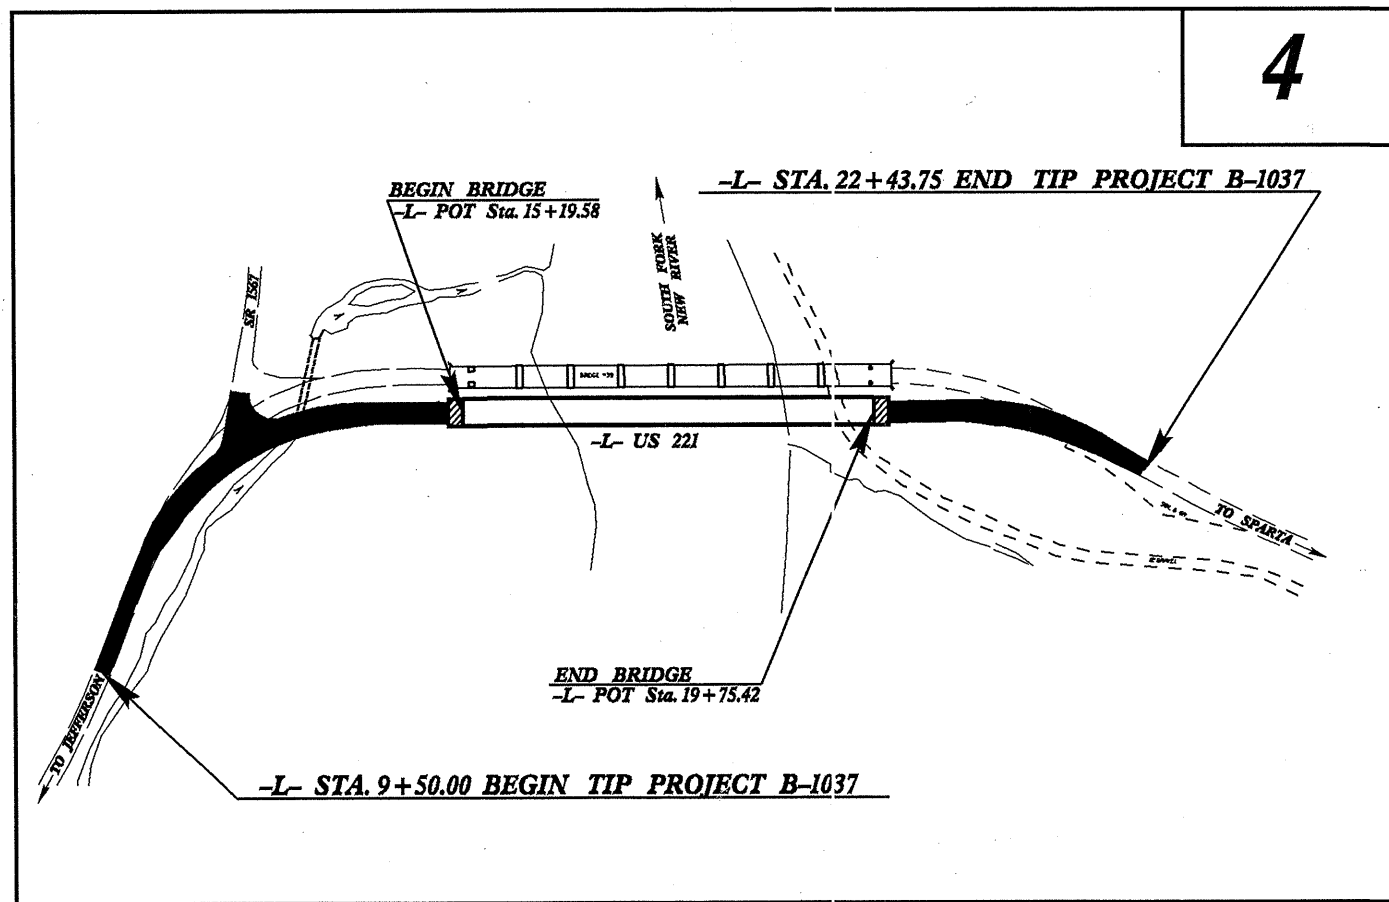 4
-L- STA. 22+43.75 END TIP PROJECT B-1037
BEGIN BRIDGE
-L- POT Sta. 15+19.58
SOUTH FORK
NEW RIVER
SR 1567
BRIDGE
-L- US 221
TO SPARTA
END BRIDGE
-L- POT Sta. 19+75.42
TO JEFFERSON
-L- STA. 9+50.00 BEGIN TIP PROJECT B-1037